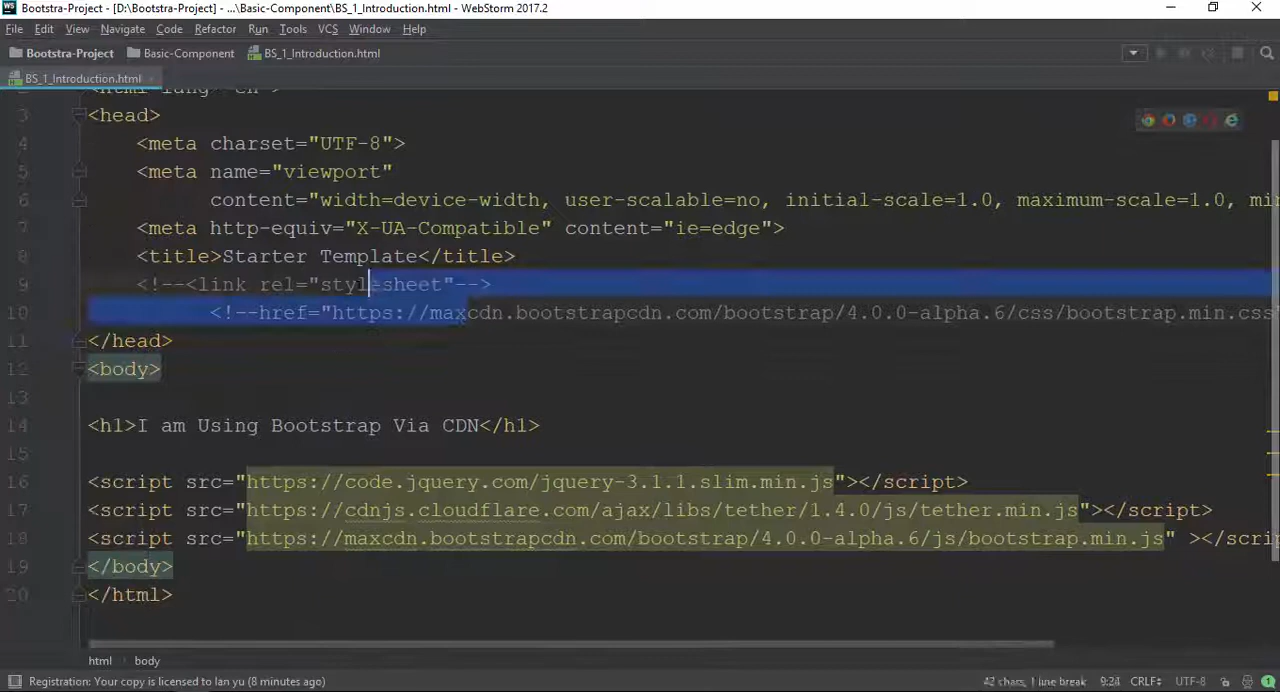 Bootstra-Project - [D:\Bootstra-Project] - ...\Basic-Component\BS_1_Introduction.html - WebStorm 2017.2
File Edit View Navigate Code Refactor Run Tools VCS Window Help
Bootstra-Project Basic-Component BS_1_Introduction.html
BS_1_Introduction.html
3 <head>
4 <meta charset="UTF-8">
5 <meta name="viewport"
6 content="width=device-width, user-scalable=no, initial-scale=1.0, maximum-scale=1.0, min
7 <meta http-equiv="X-UA-Compatible" content="ie=edge">
8 <title>Starter Template</title>
9 <!--<link rel="stylesheet"-->
10 <!--href="https://maxcdn.bootstrapcdn.com/bootstrap/4.0.0-alpha.6/css/bootstrap.min.css"
11 </head>
12 <body>
13
14 <h1>I am Using Bootstrap Via CDN</h1>
15
16 <script src="https://code.jquery.com/jquery-3.1.1.slim.min.js"></script>
17 <script src="https://cdnjs.cloudflare.com/ajax/libs/tether/1.4.0/js/tether.min.js"></script>
18 <script src="https://maxcdn.bootstrapcdn.com/bootstrap/4.0.0-alpha.6/js/bootstrap.min.js" ></scri
19 </body>
20 </html>
html body
Registration: Your copy is licensed to lan yu (8 minutes ago) 42 chars, 1 line break 9:24 CRLF UTF-8 1